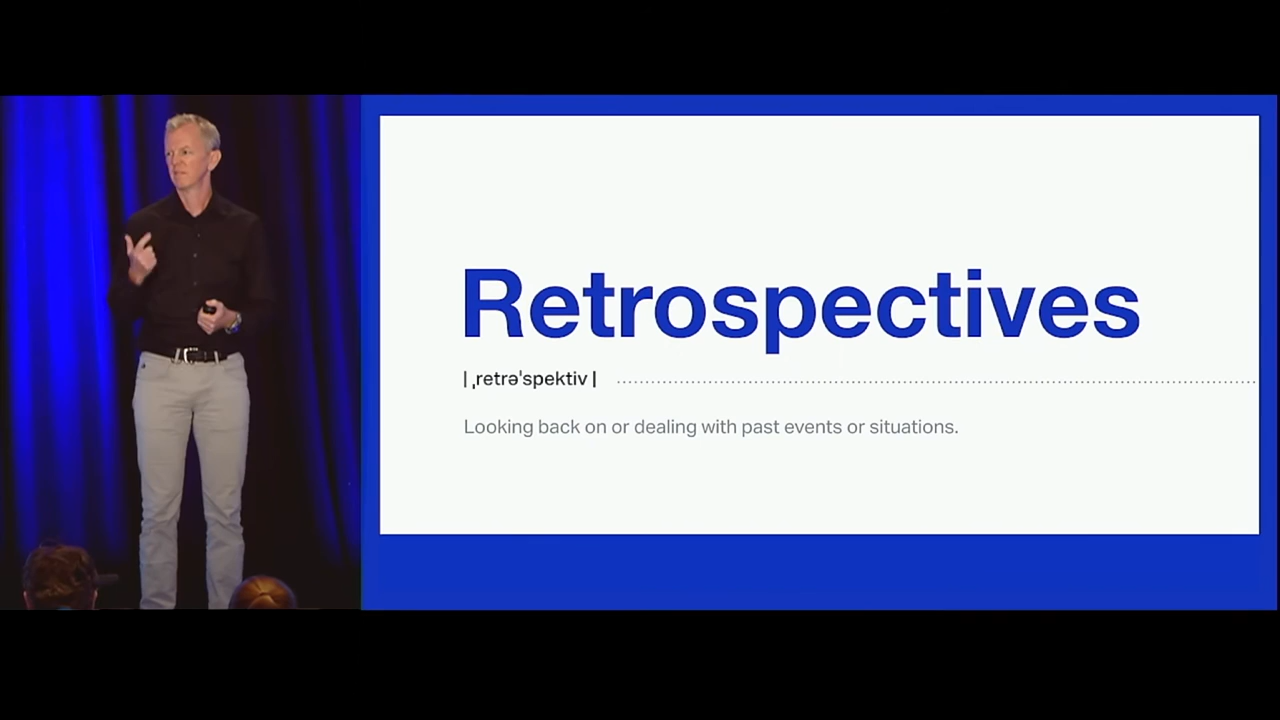 Retrospectives
| ˌretrəˈspektiv |
Looking back on or dealing with past events or situations.